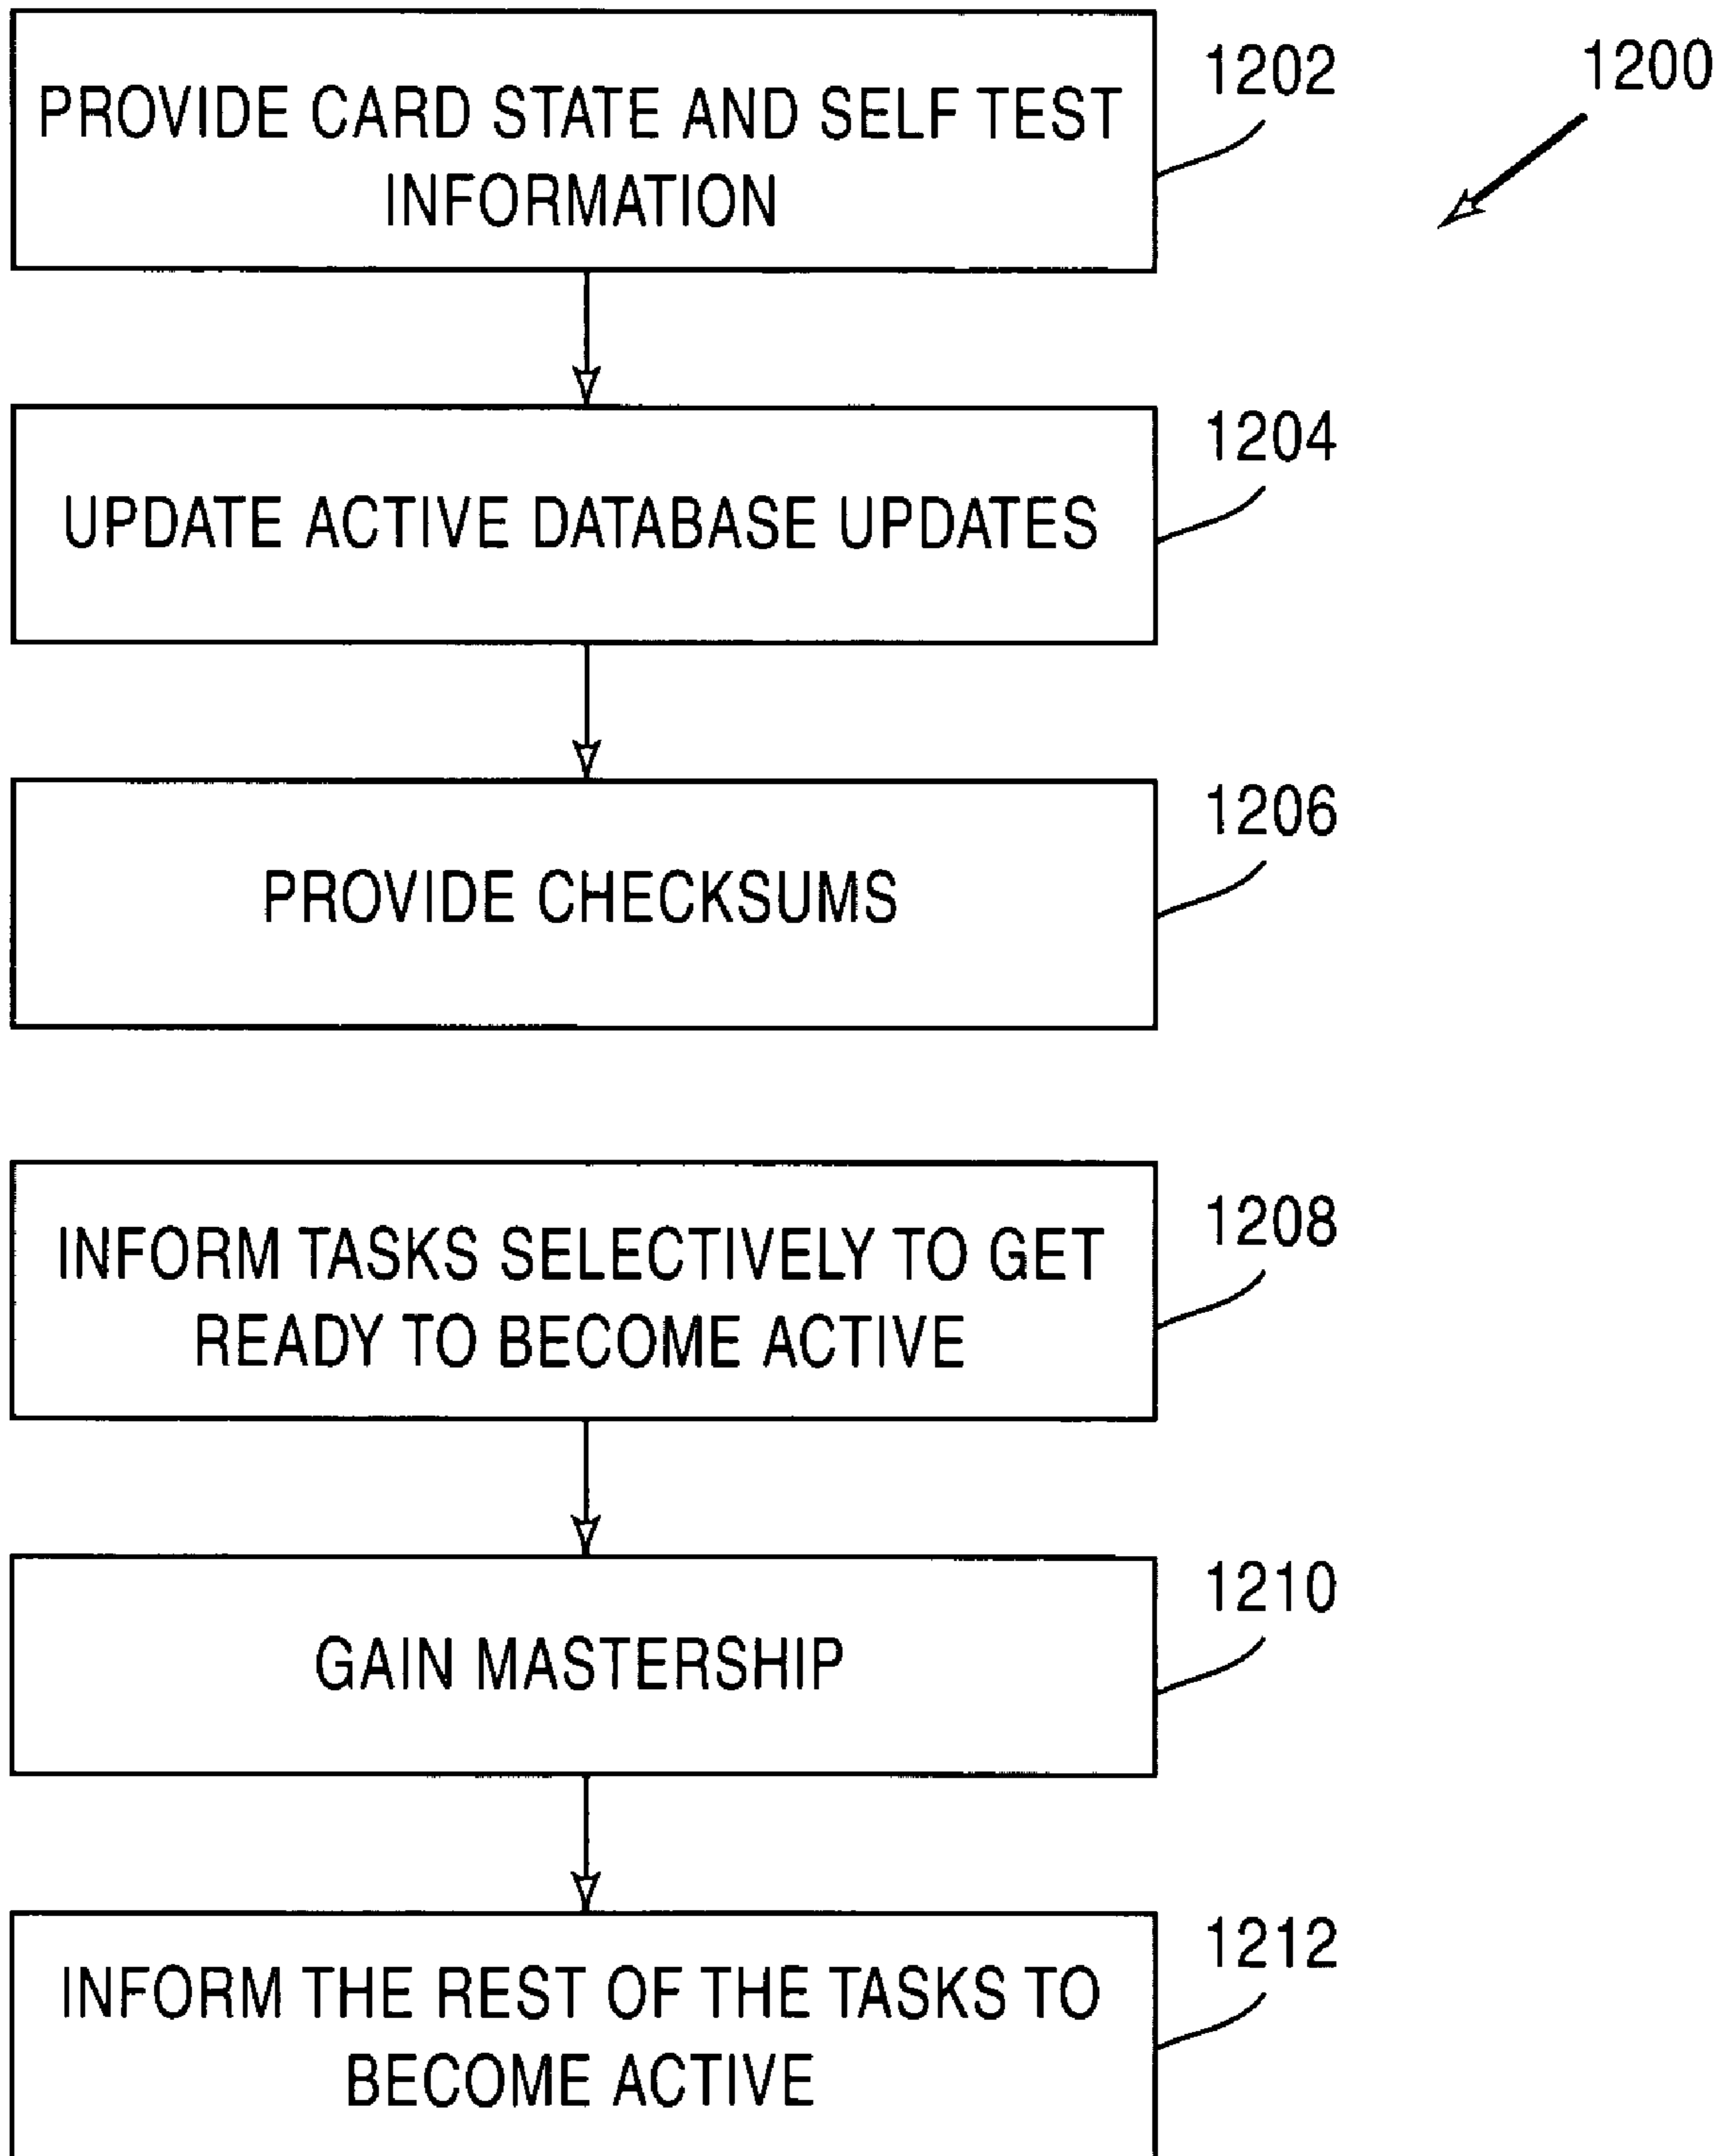 PROVIDE CARD STATE AND SELF TEST
INFORMATION
1202
1200
UPDATE ACTIVE DATABASE UPDATES
1204
PROVIDE CHECKSUMS
1206
INFORM TASKS SELECTIVELY TO GET
READY TO BECOME ACTIVE
1208
GAIN MASTERSHIP
1210
INFORM THE REST OF THE TASKS TO
BECOME ACTIVE
1212